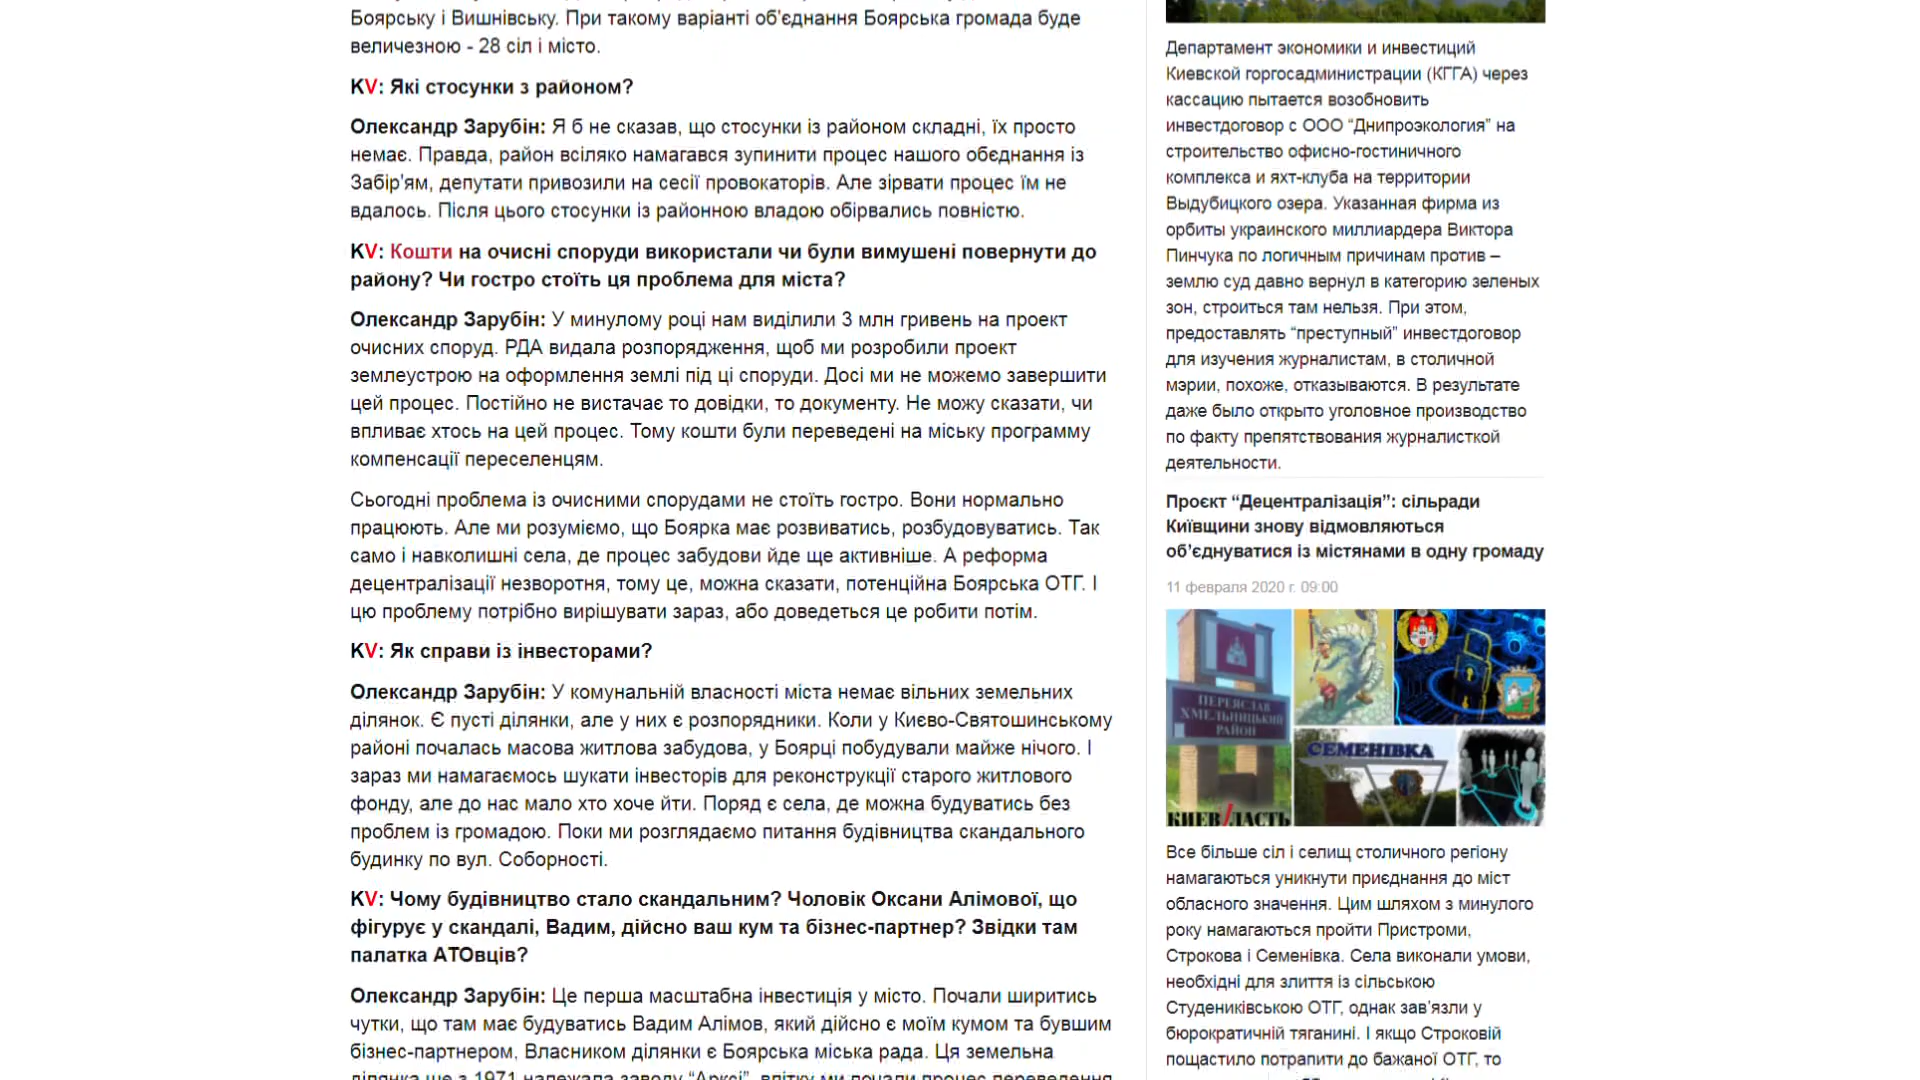 Боярську і Вишнівську. При такому варіанті об'єднання Боярська громада буде
величезною - 28 сіл і місто.
KV: Які стосунки з районом?
Олександр Зарубін: Я б не сказав, що стосунки із районом складні, їх просто
немає. Правда, район всіляко намагався зупинити процес нашого обєднання із
Забір'ям, депутати привозили на сесії провокаторів. Але зірвати процес їм не
вдалось. Після цього стосунки із районною владою обірвались повністю.
KV: Кошти на очисні споруди використали чи були вимушені повернути до
району? Чи гостро стоїть ця проблема для міста?
Олександр Зарубін: У минулому році нам виділили 3 млн гривень на проект
очисних споруд. РДА видала розпорядження, щоб ми розробили проект
землеустрою на оформлення землі під ці споруди. Досі ми не можемо завершити
цей процес. Постійно не вистачає то довідки, то документу. Не можу сказати, чи
впливає хтось на цей процес. Тому кошти були переведені на міську программу
компенсації переселенцям.
Сьогодні проблема із очисними спорудами не стоїть гостро. Вони нормально
працюють. Але ми розуміємо, що Боярка має розвиватись, розбудовуватись. Так
само і навколишні села, де процес забудови йде ще активніше. А реформа
децентралізації незворотня, тому це, можна сказати, потенційна Боярська ОТГ. І
цю проблему потрібно вирішувати зараз, або доведеться це робити потім.
KV: Як справи із інвесторами?
Олександр Зарубін: У комунальній власності міста немає вільних земельних
ділянок. Є пусті ділянки, але у них є розпорядники. Коли у Києво-Святошинському
районі почалась масова житлова забудова, у Боярці побудували майже нічого. І
зараз ми намагаємось шукати інвесторів для реконструкції старого житлового
фонду, але до нас мало хто хоче йти. Поряд є села, де можна будуватись без
проблем із громадою. Поки ми розглядаємо питання будівництва скандального
будинку по вул. Соборності.
KV: Чому будівництво стало скандальним? Чоловік Оксани Алімової, що
фігурує у скандалі, Вадим, дійсно ваш кум та бізнес-партнер? Звідки там
палатка АТОвців?
Олександр Зарубін: Це перша масштабна інвестиція у місто. Почали ширитись
чутки, що там має будуватись Вадим Алімов, який дійсно є моїм кумом та бувшим
бізнес-партнером, Власником ділянки є Боярська міська рада. Ця земельна
ділянка ще з 1971 належала заводу “Арксі”, влітку ми почали процес переведення
Департамент экономики и инвестиций
Киевской горгосадминистрации (КГГА) через
кассацию пытается возобновить
инвестдоговор с ООО “Днипроэкология” на
строительство офисно-гостиничного
комплекса и яхт-клуба на территории
Выдубицкого озера. Указанная фирма из
орбиты украинского миллиардера Виктора
Пинчука по логичным причинам против –
землю суд давно вернул в категорию зеленых
зон, строиться там нельзя. При этом,
предоставлять “преступный” инвестдоговор
для изучения журналистам, в столичной
мэрии, похоже, отказываются. В результате
даже было открыто уголовное производство
по факту препятствования журналисткой
деятельности.
Проєкт “Децентралізація”: сільради
Київщини знову відмовляються
об’єднуватися із містянами в одну громаду
11 февраля 2020 г. 09:00
ПЕРЕЯСЛАВ
ХМЕЛЬНИЦЬКИЙ
РАЙОН
СЕМЕНІВКА
КИЕВVЛАСТЬ
Все більше сіл і селищ столичного регіону
намагаються уникнути приєднання до міст
обласного значення. Цим шляхом з минулого
року намагаються пройти Пристроми,
Строкова і Семенівка. Села виконали умови,
необхідні для злиття із сільською
Студениківською ОТГ, однак зав’язли у
бюрократичній тяганині. І якщо Строковій
пощастило потрапити до бажаної ОТГ, то